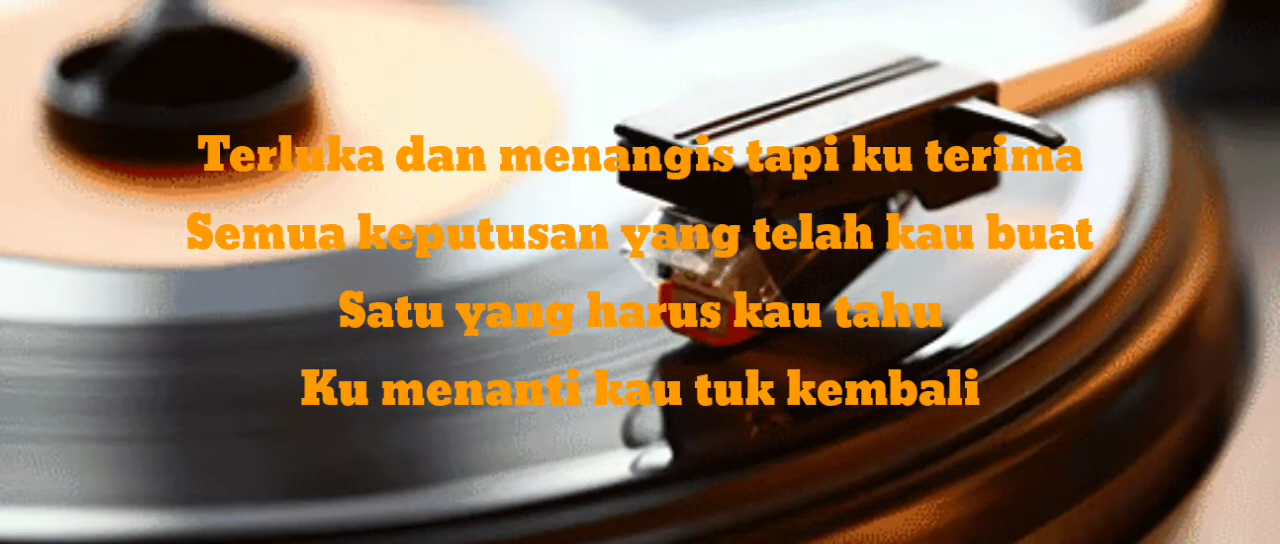 Terluka dan menangis tapi ku terima
Semua keputusan yang telah kau buat
Satu yang harus kau tahu
Ku menanti kau tuk kembali